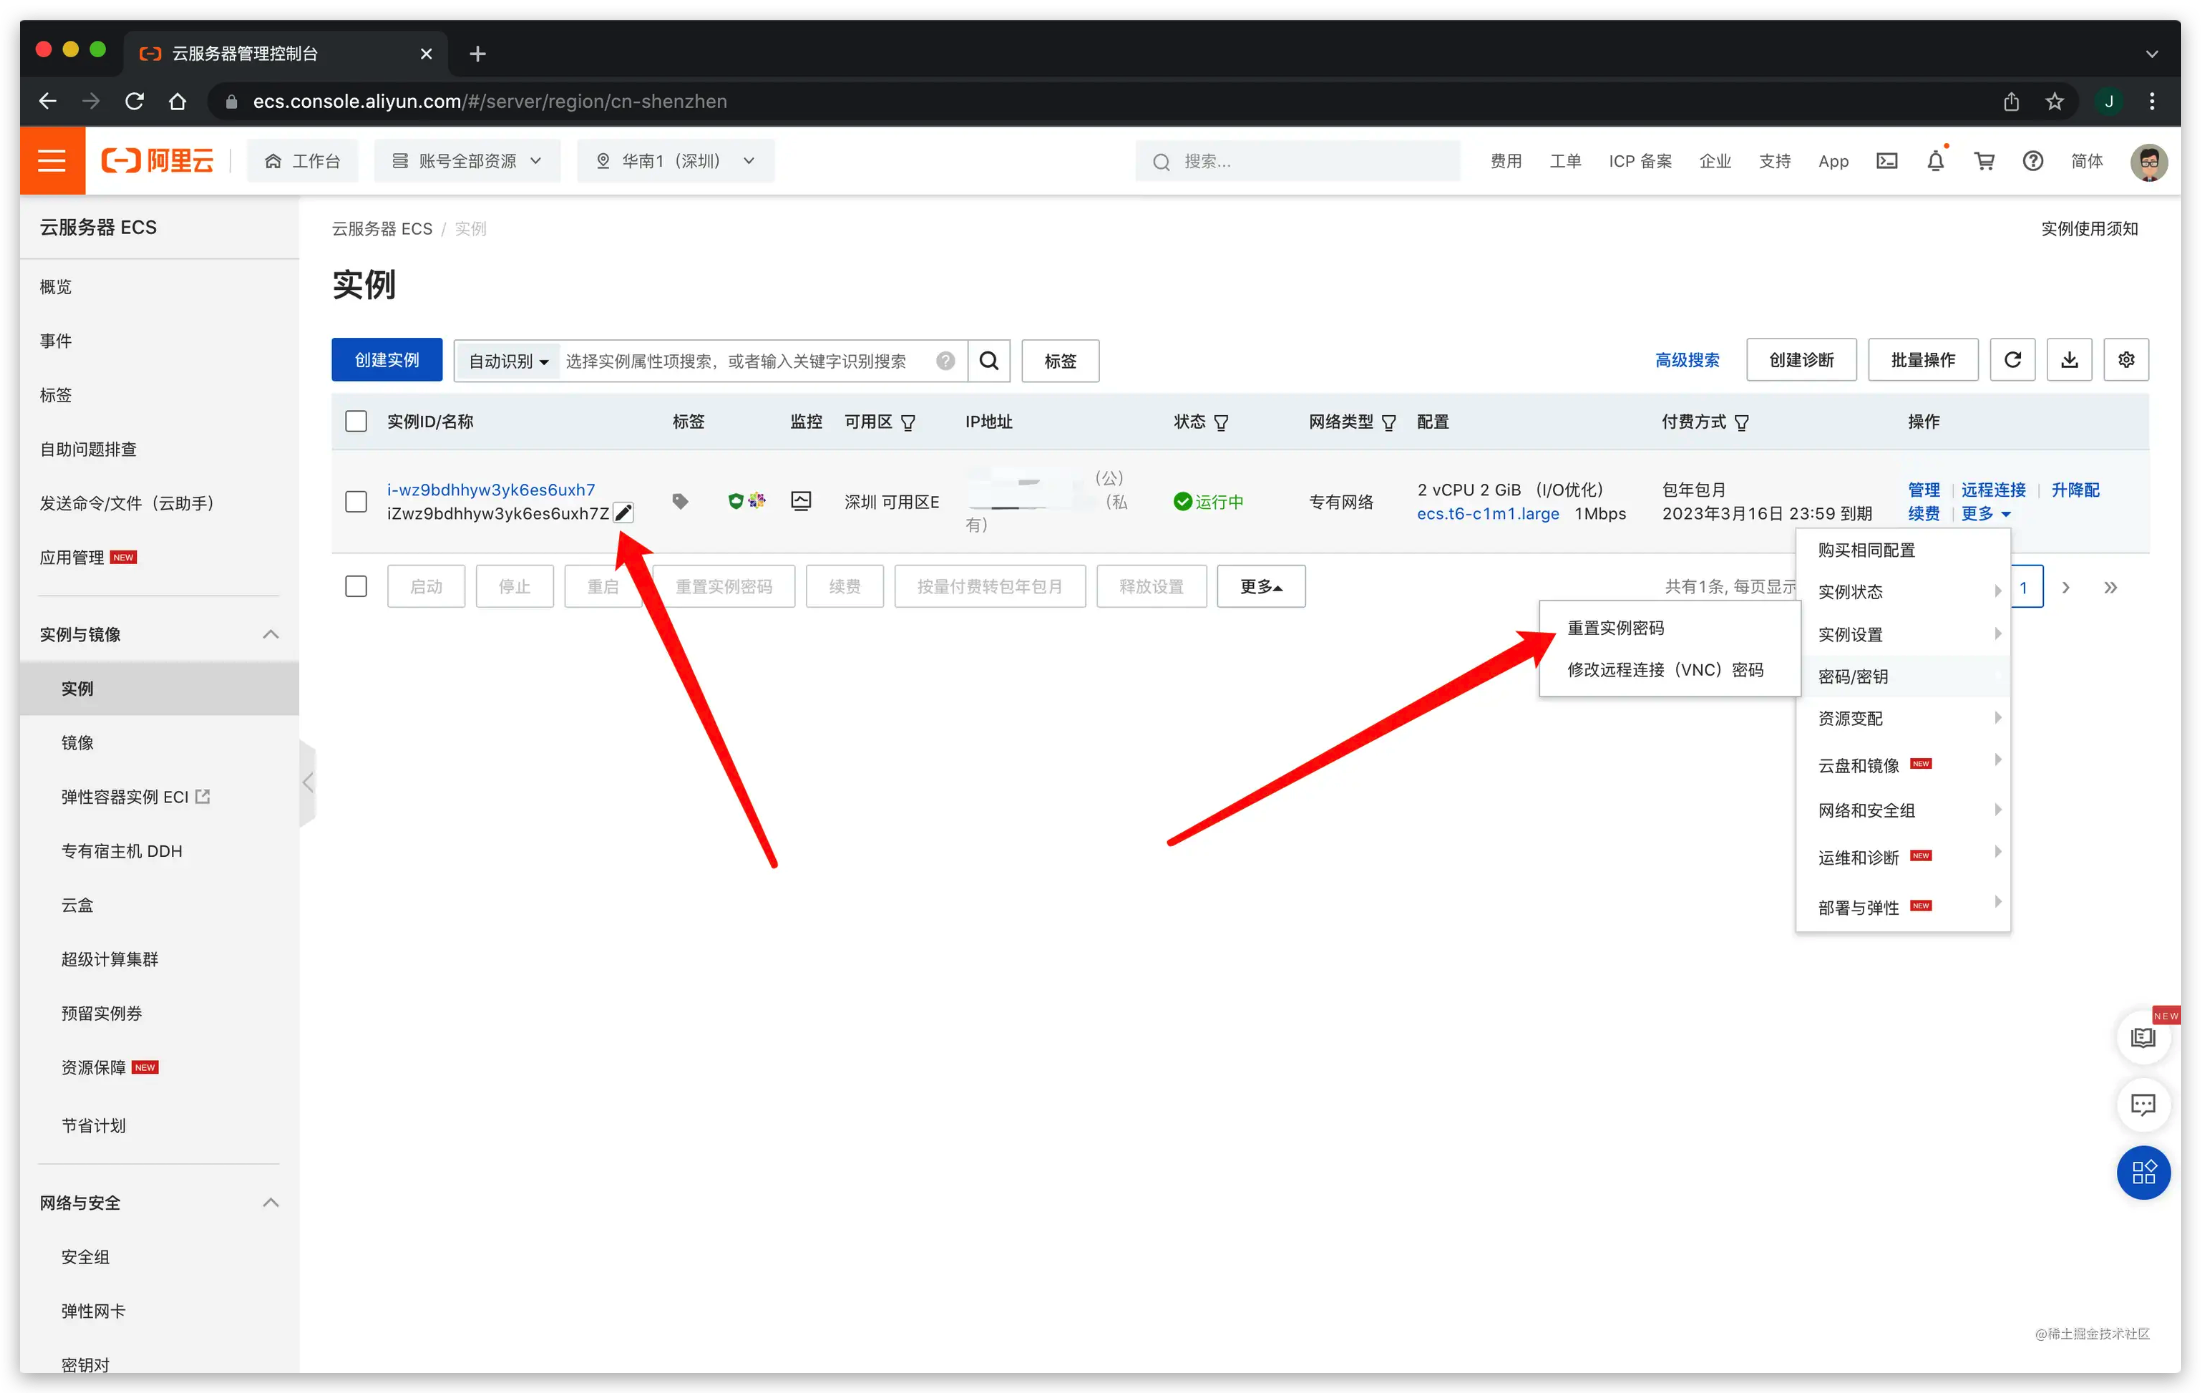 云服务器管理控制台
ecs.console.aliyun.com/#/server/region/cn-shenzhen
J
阿里云
工作台
账号全部资源
华南1（深圳）
搜索...
费用
工单
ICP 备案
企业
支持
App
简体
云服务器 ECS
概览
事件
标签
自助问题排查
发送命令/文件（云助手）
应用管理 NEW
实例与镜像
实例
镜像
弹性容器实例 ECI
专有宿主机 DDH
云盒
超级计算集群
预留实例券
资源保障 NEW
节省计划
网络与安全
安全组
弹性网卡
密钥对
云服务器 ECS / 实例
实例使用须知
实例
创建实例
自动识别
选择实例属性项搜索，或者输入关键字识别搜索
标签
高级搜索
创建诊断
批量操作
实例ID/名称
标签
监控
可用区
IP地址
状态
网络类型
配置
付费方式
操作
i-wz9bdhhyw3yk6es6uxh7
iZwz9bdhhyw3yk6es6uxh7Z
深圳 可用区E
（公）
（私
有）
运行中
专有网络
2 vCPU 2 GiB （I/O优化）
ecs.t6-c1m1.large 1Mbps
包年包月
2023年3月16日 23:59 到期
管理
远程连接
升降配
续费
更多
启动
停止
重启
重置实例密码
续费
按量付费转包年包月
释放设置
更多
共有1条, 每页显示
1
重置实例密码
修改远程连接（VNC）密码
购买相同配置
实例状态
实例设置
密码/密钥
资源变配
云盘和镜像 NEW
网络和安全组
运维和诊断 NEW
部署与弹性 NEW
NEW
@稀土掘金技术社区